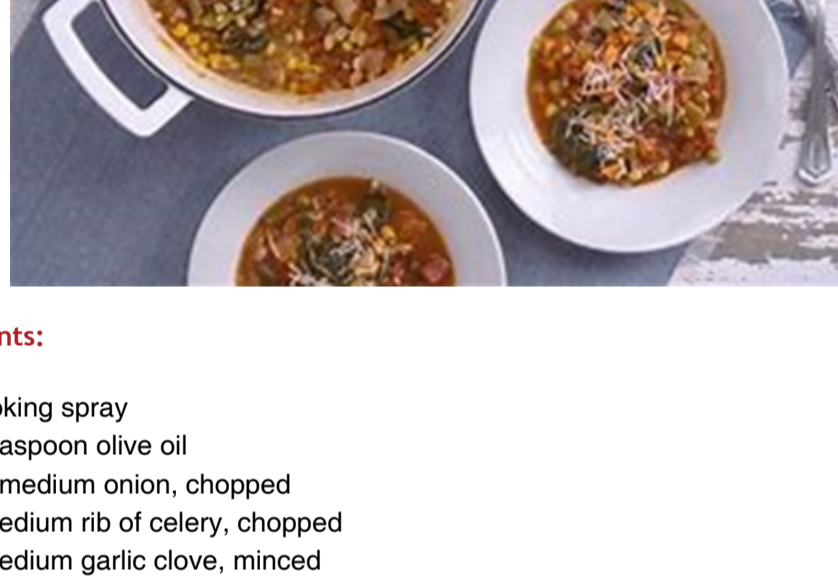 nts:
oking spray
aspoon olive oil
medium onion, chopped
edium rib of celery, chopped
edium garlic clove, minced